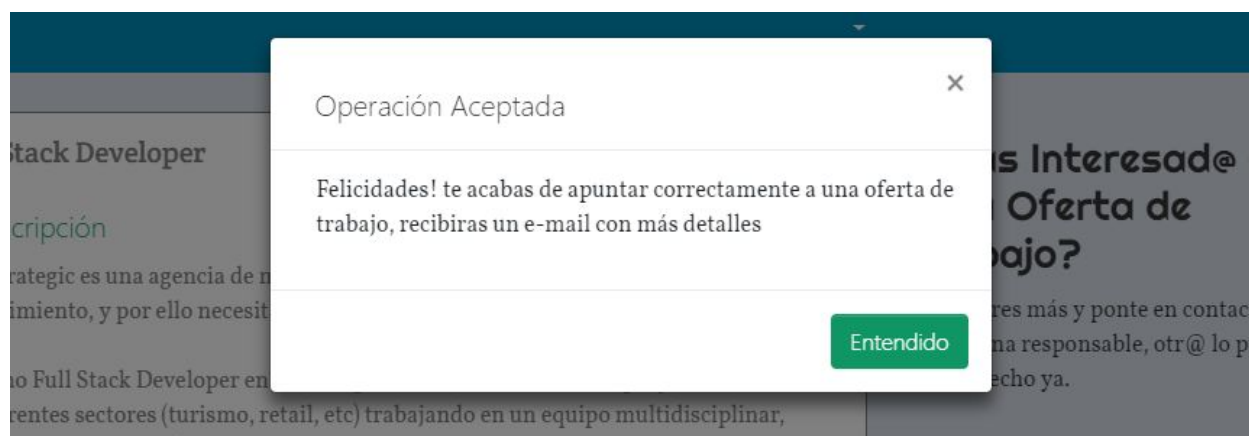 Operación Aceptada
×
Felicidades! te acabas de apuntar correctamente a una oferta de
trabajo, recibiras un e-mail con más detalles
Entendido
Stack Developer
cripción
rategic es una agencia de
imiento, y por ello necesit
o Full Stack Developer en
rentes sectores (turismo, retail, etc) trabajando en un equipo multidisciplinar,
s Interesad@
Oferta de
bajo?
res más y ponte en contac
na responsable, otr@ lo p
echo ya.